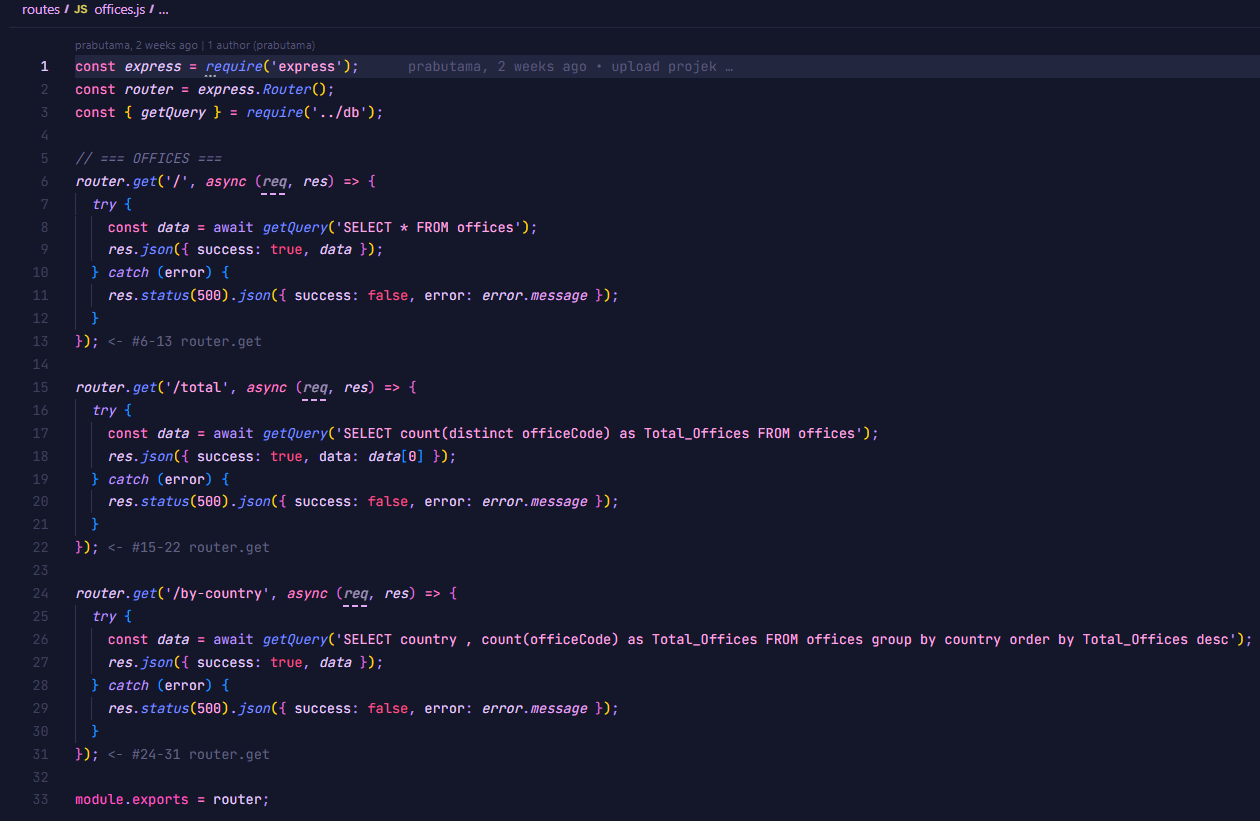 routes / JS offices.js / ...
prabutama, 2 weeks ago | 1 author (prabutama)
1 const express = require('express'); prabutama, 2 weeks ago • upload projek …
2 const router = express.Router();
3 const { getQuery } = require('../db');
4
5 // === OFFICES ===
6 router.get('/', async (req, res) => {
7 try {
8 const data = await getQuery('SELECT * FROM offices');
9 res.json({ success: true, data });
10 } catch (error) {
11 res.status(500).json({ success: false, error: error.message });
12 }
13 }); <- #6-13 router.get
14
15 router.get('/total', async (req, res) => {
16 try {
17 const data = await getQuery('SELECT count(distinct officeCode) as Total_Offices FROM offices');
18 res.json({ success: true, data: data[0] });
19 } catch (error) {
20 res.status(500).json({ success: false, error: error.message });
21 }
22 }); <- #15-22 router.get
23
24 router.get('/by-country', async (req, res) => {
25 try {
26 const data = await getQuery('SELECT country , count(officeCode) as Total_Offices FROM offices group by country order by Total_Offices desc');
27 res.json({ success: true, data });
28 } catch (error) {
29 res.status(500).json({ success: false, error: error.message });
30 }
31 }); <- #24-31 router.get
32
33 module.exports = router;